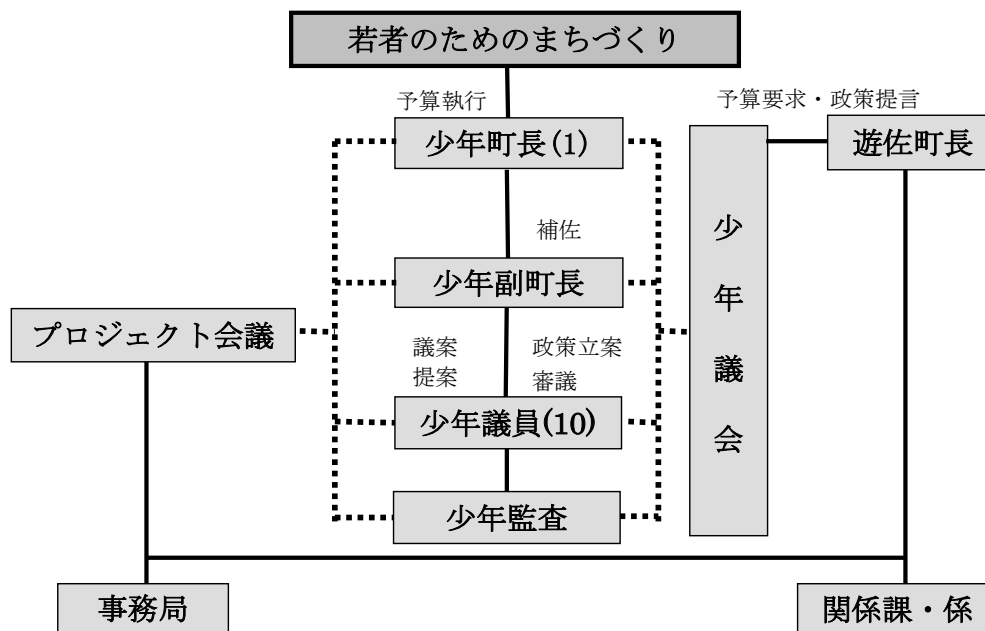 若者のためのまちづくり
予算執行
予算要求・政策提言
少年町長(1)
遊佐町長
補佐
少年議会
少年副町長
プロジェクト会議
議案
提案
政策立案
審議
少年議員(10)
少年監査
事務局
関係課・係